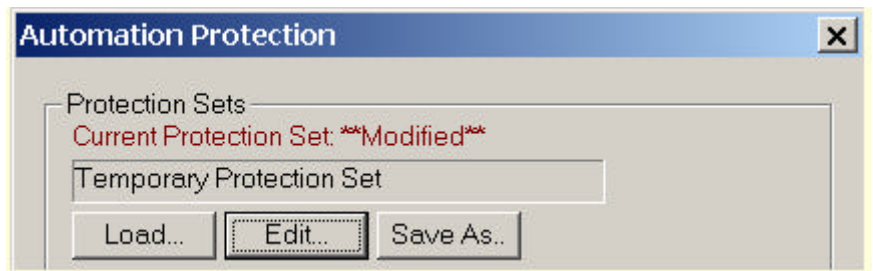 Automation Protection
Protection Sets
Current Protection Set: **Modified**
Temporary Protection Set
Load... Edit... Save As..